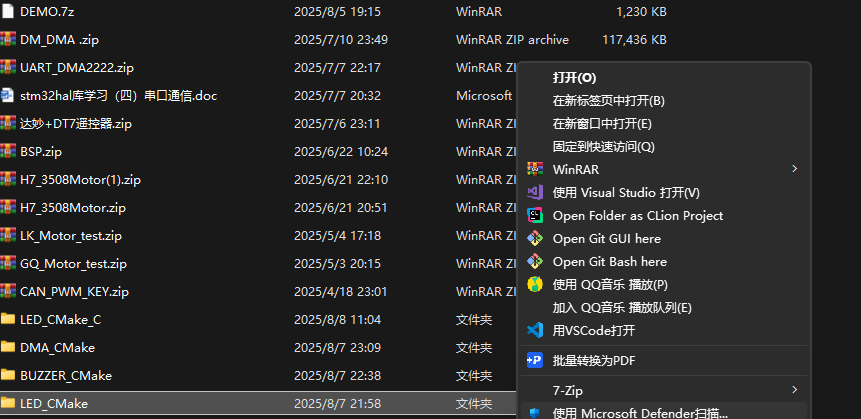 DEMO.7z 2025/8/5 19:15 WinRAR 1,230 KB
DM_DMA .zip 2025/7/10 23:49 WinRAR ZIP archive 117,436 KB
UART_DMA2222.zip 2025/7/7 22:17 WinRAR ZI
stm32hal库学习（四）串口通信.doc 2025/7/7 20:32 Microsoft
达妙+DT7遥控器.zip 2025/7/6 23:11 WinRAR ZI
BSP.zip 2025/6/22 10:24 WinRAR ZI
H7_3508Motor(1).zip 2025/6/21 22:10 WinRAR ZI
H7_3508Motor.zip 2025/6/21 20:51 WinRAR ZI
LK_Motor_test.zip 2025/5/4 17:18 WinRAR ZI
GQ_Motor_test.zip 2025/5/3 20:15 WinRAR ZI
CAN_PWM_KEY.zip 2025/4/18 23:01 WinRAR ZI
LED_CMake_C 2025/8/8 11:04 文件夹
DMA_CMake 2025/8/7 23:09 文件夹
BUZZER_CMake 2025/8/7 22:38 文件夹
LED_CMake 2025/8/7 21:58 文件夹
打开(O)
在新标签页中打开(B)
在新窗口中打开(E)
固定到快速访问(Q)
WinRAR
使用 Visual Studio 打开(V)
Open Folder as CLion Project
Open Git GUI here
Open Git Bash here
使用 QQ音乐 播放(P)
加入 QQ音乐 播放队列(E)
用VSCode打开
批量转换为PDF
7-Zip
使用 Microsoft Defender扫描...